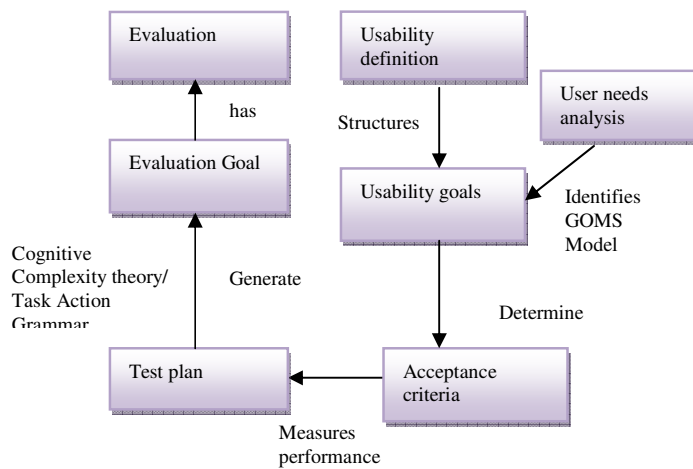 Evaluation
Usability
definition
User needs
analysis
has
Structures
Evaluation Goal
Usability goals
Identifies
GOMS
Model
Cognitive
Complexity theory/
Task Action
Grammar
Generate
Determine
Test plan
Acceptance
criteria
Measures
performance